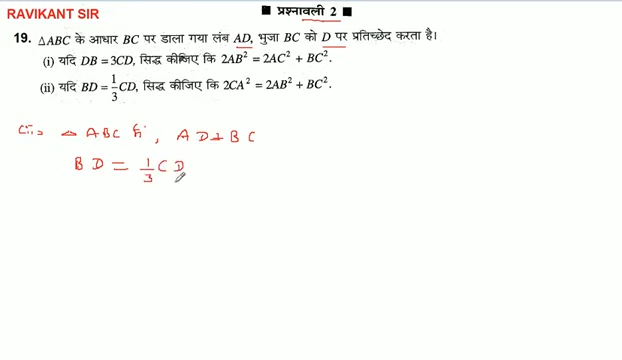 RAVIKANT SIR
■ प्रश्नावली 2 ■
19. △ABC के आधार BC पर डाला गया लंब AD, भुजा BC को D पर प्रतिच्छेद करता है।
(i) यदि DB = 3CD, सिद्ध कीजिए कि 2AB² = 2AC² + BC².
(ii) यदि BD = 1/3 CD, सिद्ध कीजिए कि 2CA² = 2AB² + BC².
(ii) △ ABC में, AD ⊥ BC
BD = 1/3 CD